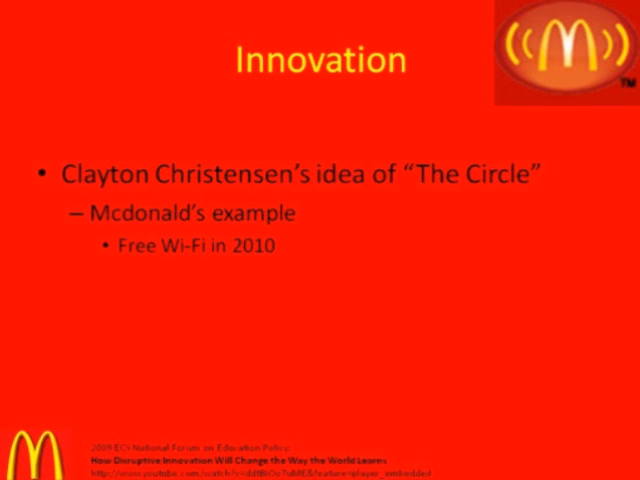 Innovation
TM
• Clayton Christensen's idea of “The Circle”
– Mcdonald's example
• Free Wi-Fi in 2010
2009 ECS National Forum on Education Policy
How Disruptive Innovation Will Change the Way the World Learns